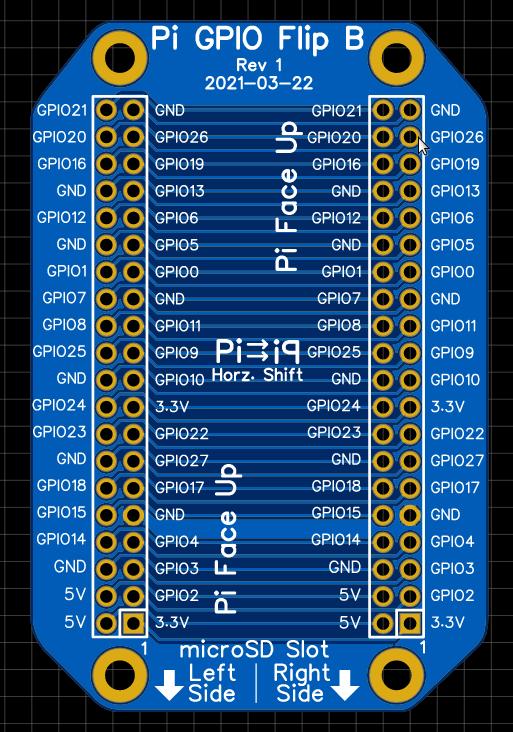 Pi GPIO Flip B
Rev 1
2021-03-22
GPIO21 GND GPIO21 GND
GPIO20 GPIO26 GPIO20 GPIO26
GPIO16 GPIO19 GPIO16 GPIO19
GND GPIO13 GND GPIO13
GPIO12 GPIO6 GPIO12 GPIO6
GND GPIO5 GND GPIO5
GPIO1 GPIO0 GPIO1 GPIO0
GPIO7 GND GPIO7 GND
GPIO8 GPIO11 GPIO8 GPIO11
GPIO25 GPIO9 GPIO25 GPIO9
GND GPIO10 GND GPIO10
GPIO24 3.3V GPIO24 3.3V
GPIO23 GPIO22 GPIO23 GPIO22
GND GPIO27 GND GPIO27
GPIO18 GPIO17 GPIO18 GPIO17
GPIO15 GND GPIO15 GND
GPIO14 GPIO4 GPIO14 GPIO4
GND GPIO3 GND GPIO3
5V GPIO2 5V GPIO2
5V 3.3V 5V 3.3V
Pi Face Up
Pi⇄iq
Horz. Shift
Pi Face Up
1 1
microSD Slot
Left Right
Side Side